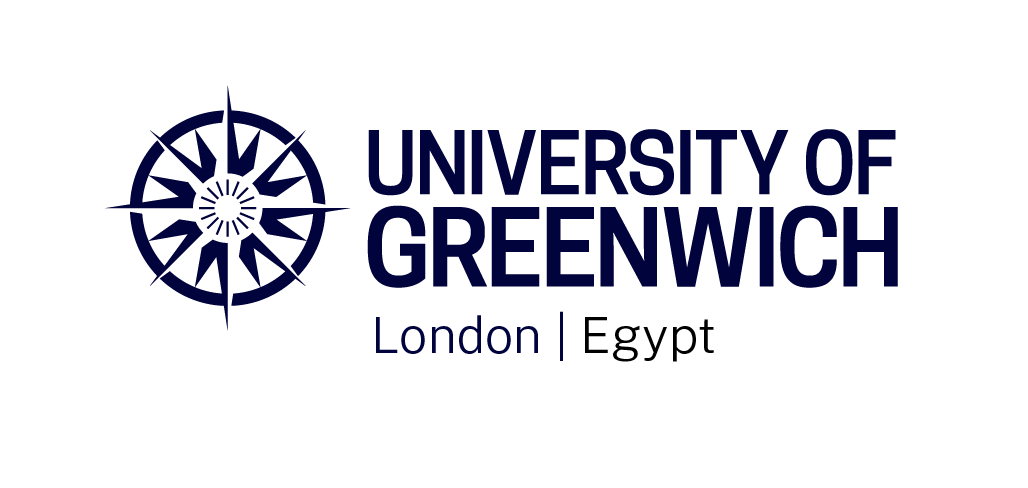 UNIVERSITY OF
GREENWICH
London | Egypt